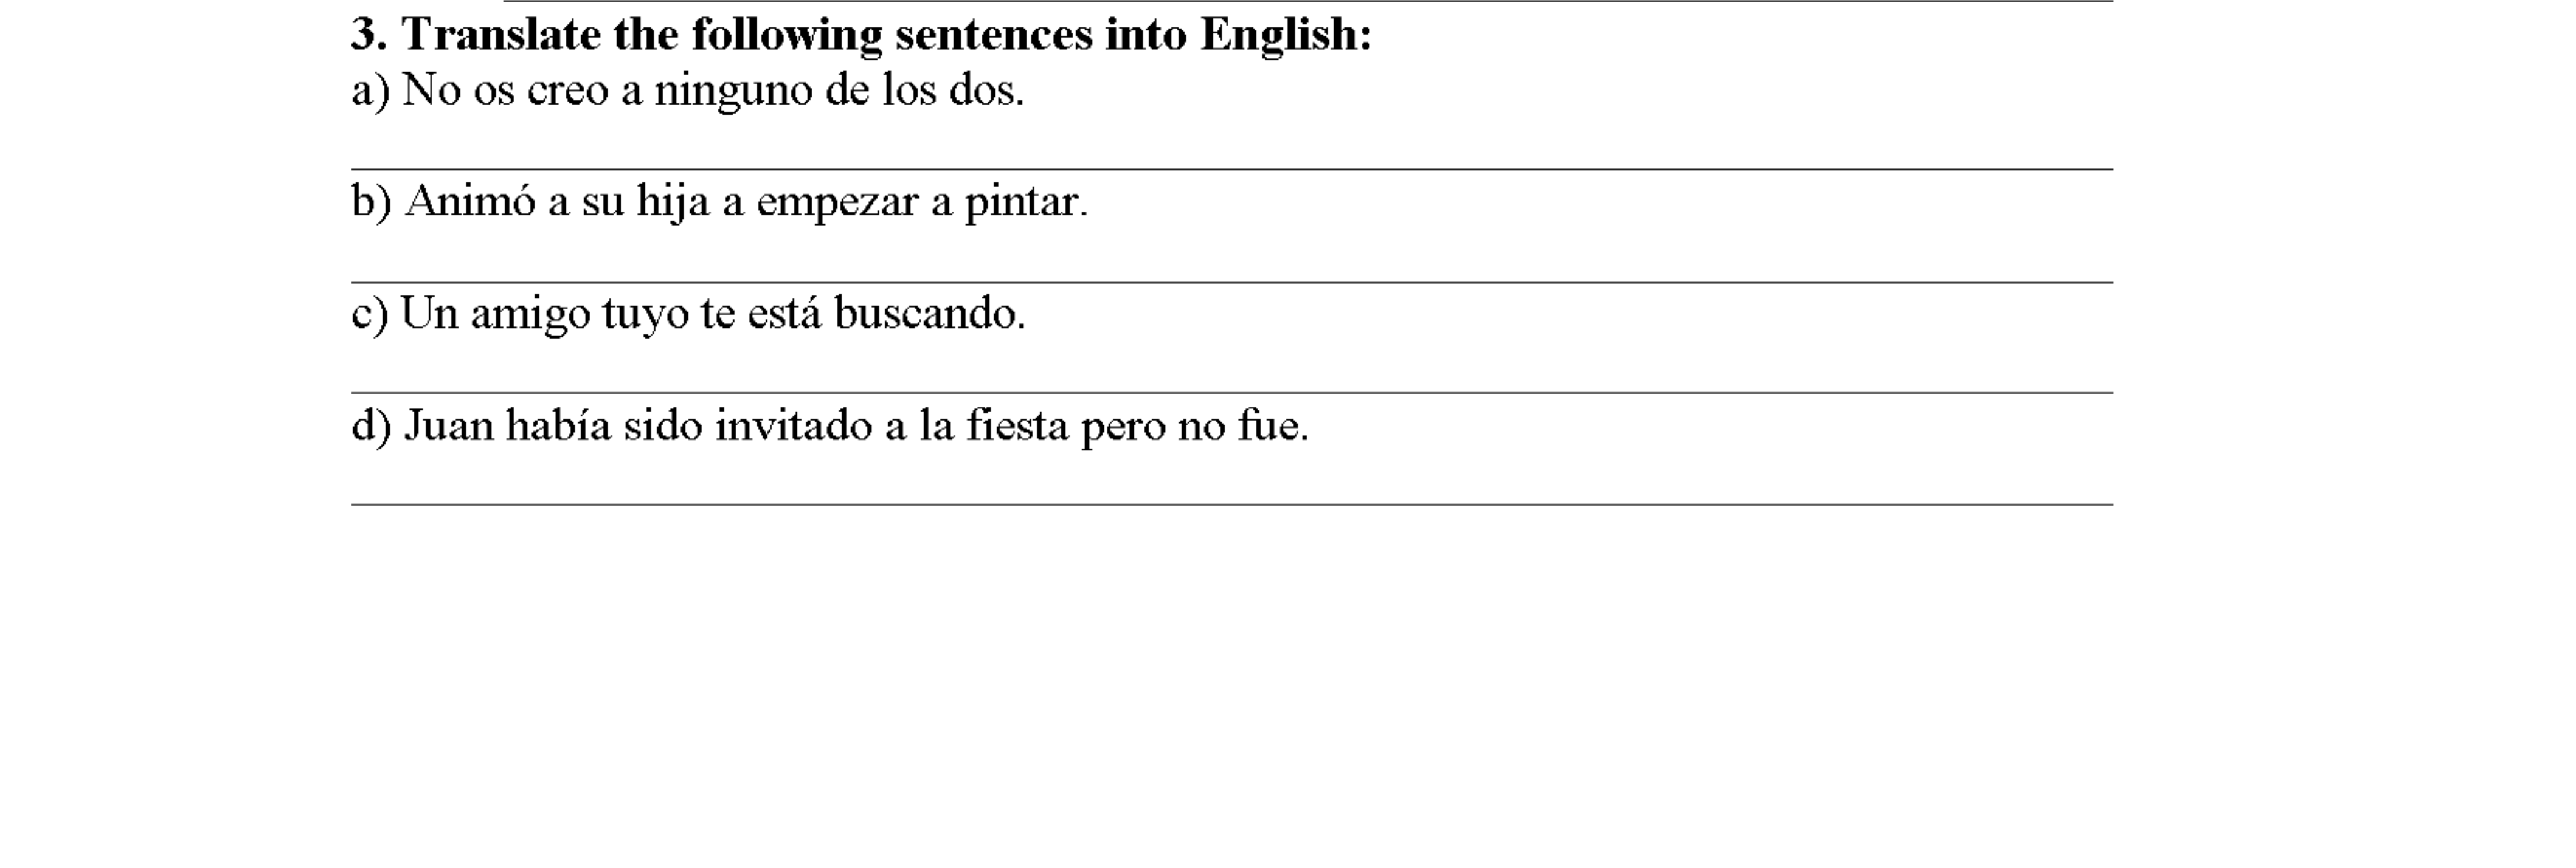 3. Translate the following sentences into English:
a) No os creo a ninguno de los dos.
b) Animó a su hija a empezar a pintar.
c) Un amigo tuyo te está buscando.
d) Juan había sido invitado a la fiesta pero no fue.